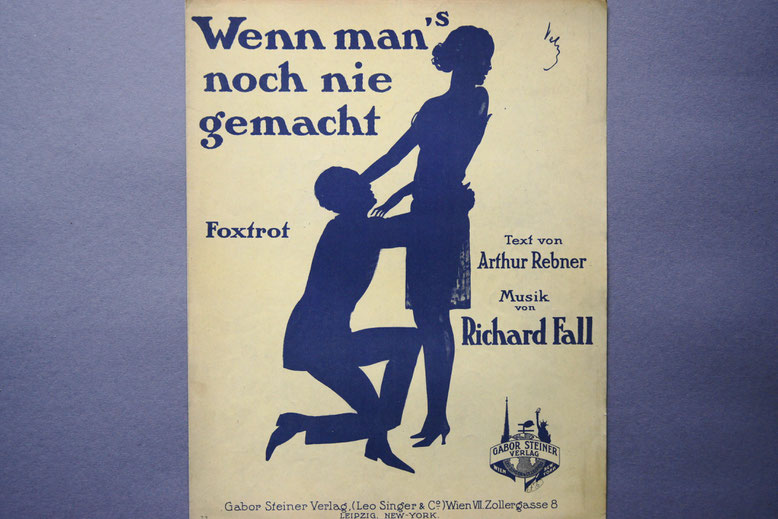 Wenn man's
noch nie
gemacht
Foxtrot
Text von
Arthur Rebner
Musik
von
Richard Fall
GABOR STEINER
VERLAG
WIEN
Gabor Steiner Verlag, (Leo Singer & Co) Wien VII. Zollergasse 8
LEIPZIG, NEW-YORK.